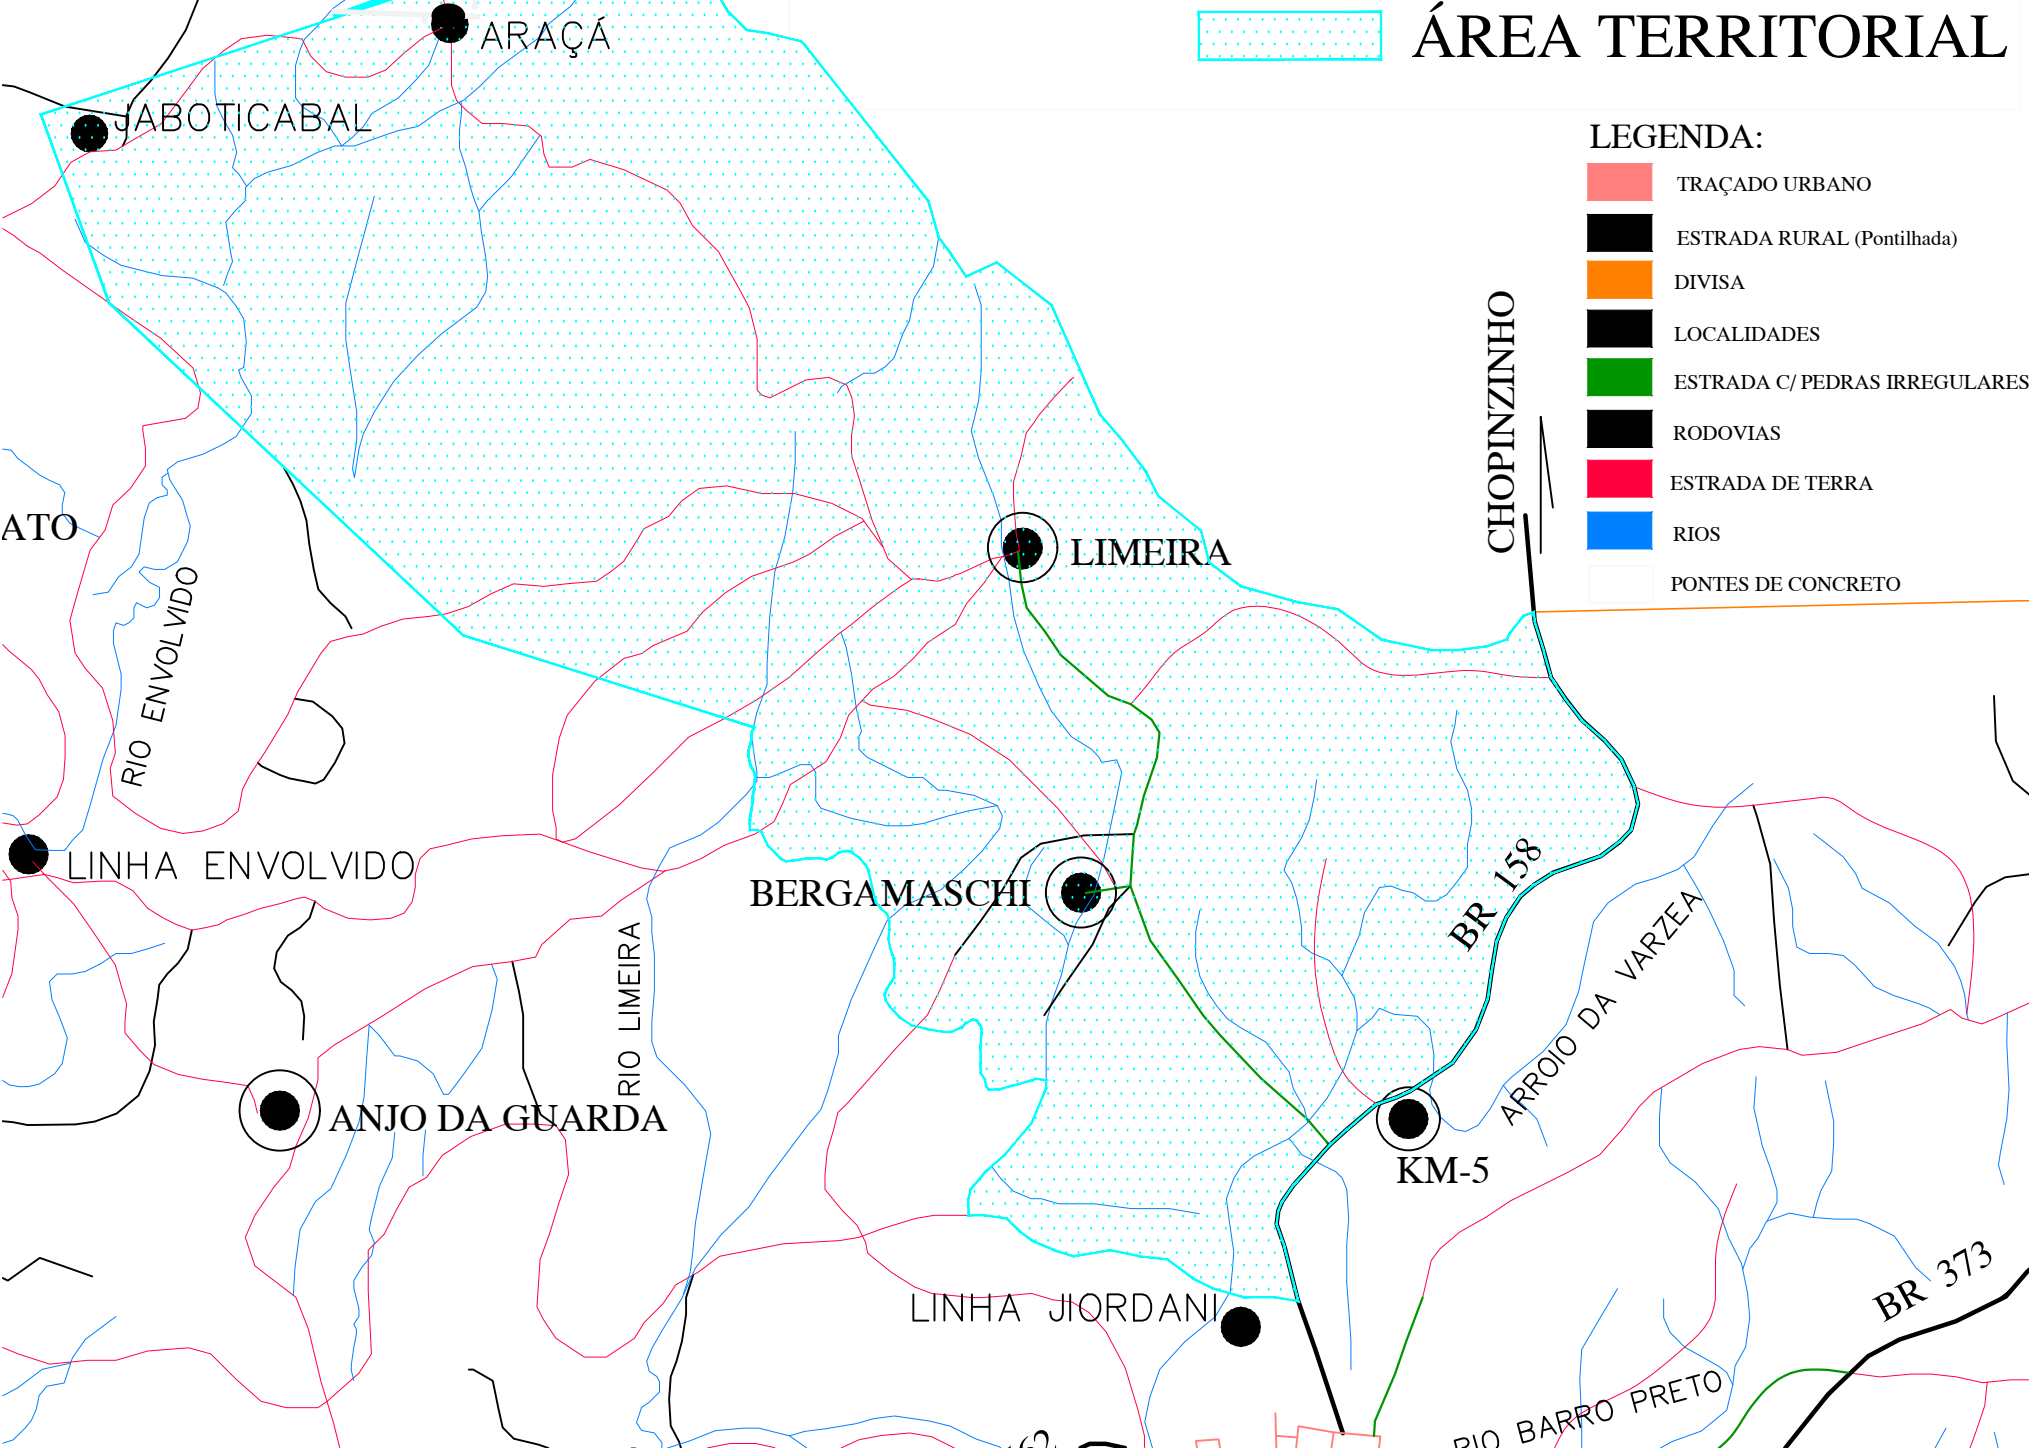 ARAÇÁ
ÁREA TERRITORIAL
JABOTICABAL
LEGENDA:
TRAÇADO URBANO
ESTRADA RURAL (Pontilhada)
DIVISA
LOCALIDADES
ESTRADA C/ PEDRAS IRREGULARES
RODOVIAS
ESTRADA DE TERRA
RIOS
PONTES DE CONCRETO
CHOPINZINHO
ATO
LIMEIRA
RIO ENVOLVIDO
LINHA ENVOLVIDO
BERGAMASCHI
BR 158
ARROIO DA VARZEA
RIO LIMEIRA
ANJO DA GUARDA
KM-5
LINHA JIORDANI
BR 373
RIO BARRO PRETO